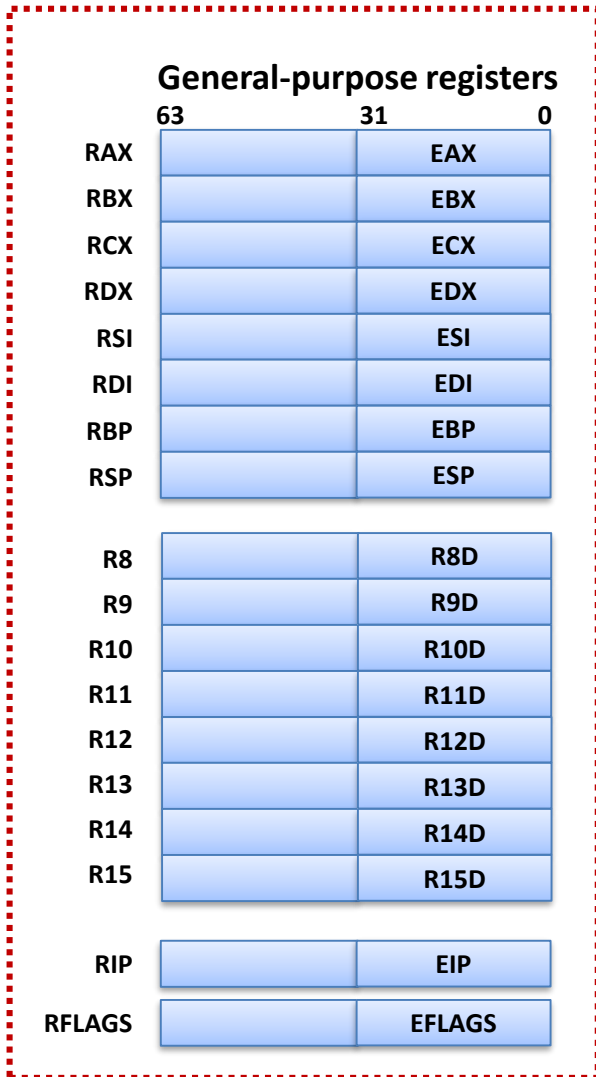 General-purpose registers
63 31 0
RAX EAX
RBX EBX
RCX ECX
RDX EDX
RSI ESI
RDI EDI
RBP EBP
RSP ESP
R8 R8D
R9 R9D
R10 R10D
R11 R11D
R12 R12D
R13 R13D
R14 R14D
R15 R15D
RIP EIP
RFLAGS EFLAGS